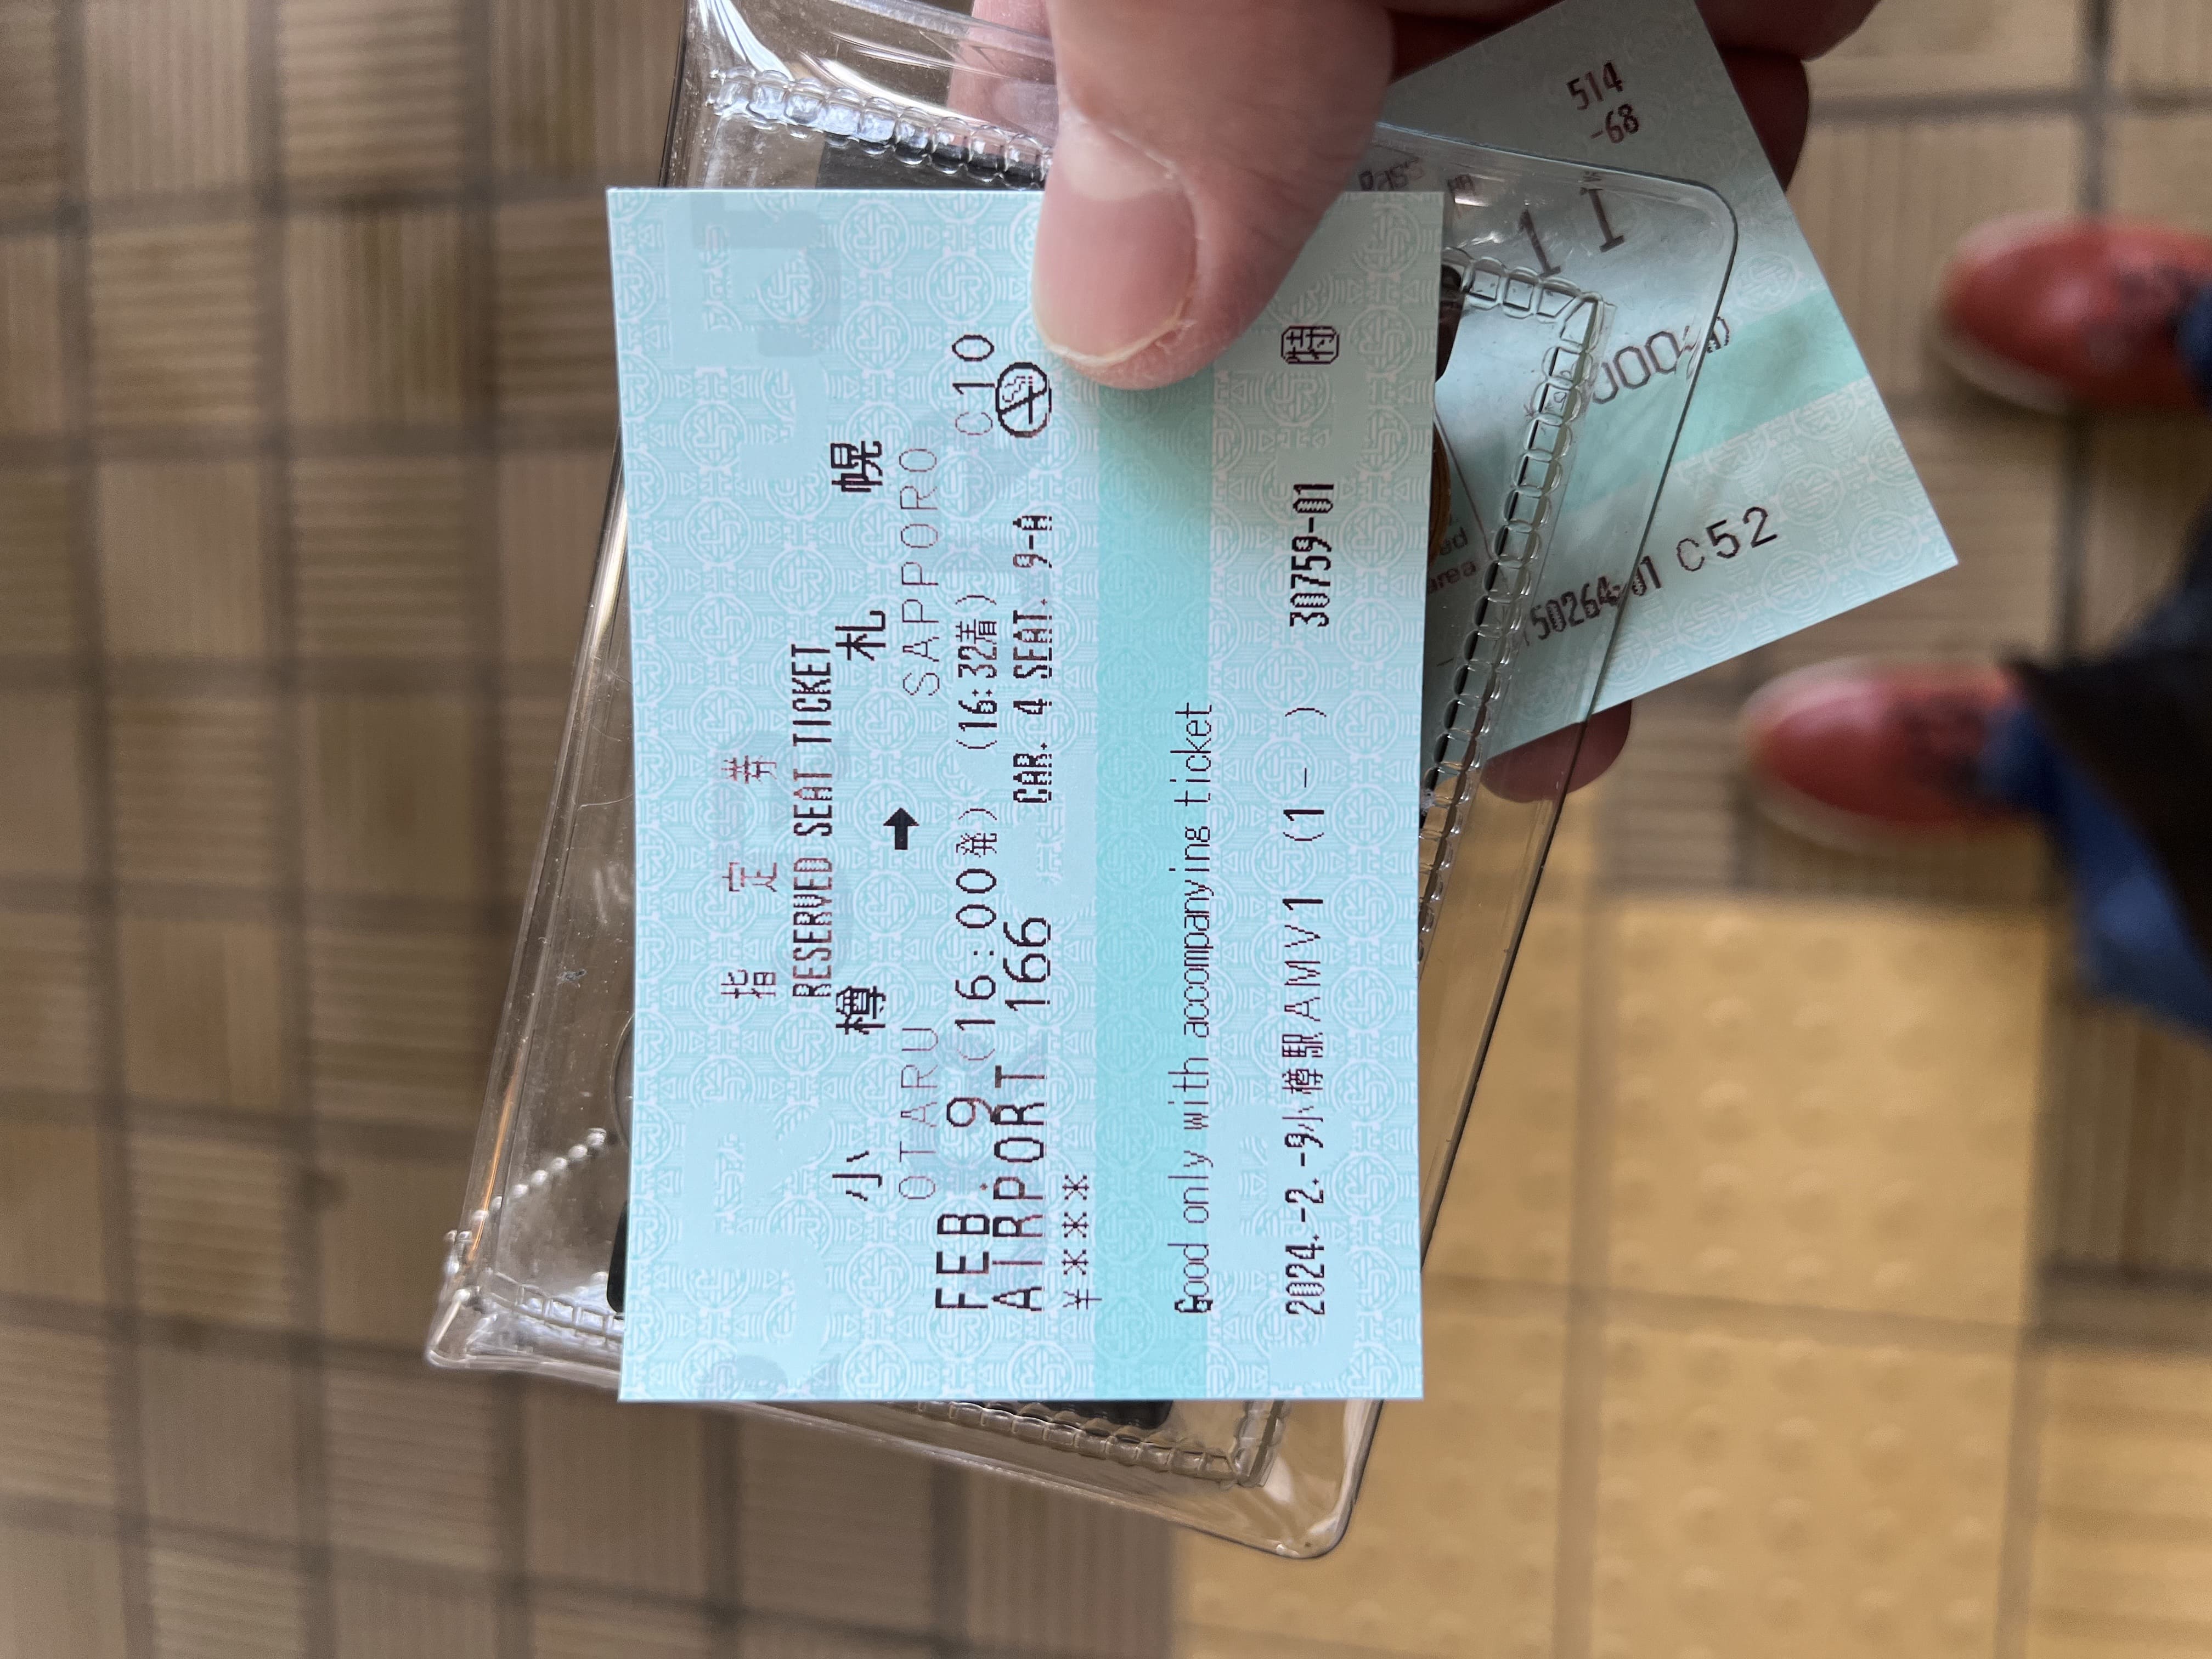 指定券
RESERVED SEAT TICKET
小樽 ➡ 札幌
OTARU SAPPORO
FEB. 9 (16:00発) (16:32着) C10
AIRPORT 166 CAR. 4 SEAT. 9-A
¥***
Good only with accompanying ticket
2024.-2.-9小樽駅AMV1 (1- ) 30759-01 特
50264-01 C52
514
-68